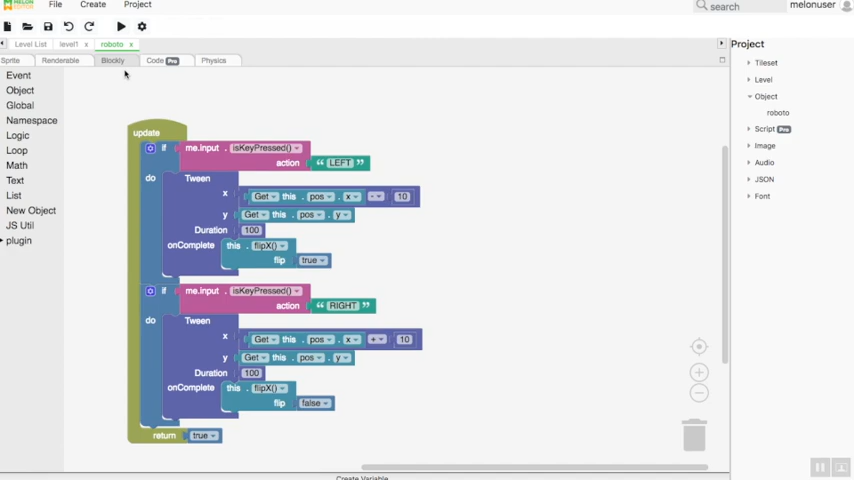 MELON
EDITOR
File Create Project
search
melonuser
Level List level1 x roboto x
Sprite Renderable Blockly Code Pro Physics
Project
Event
Object
Global
Namespace
Logic
Loop
Math
Text
List
New Object
JS Util
plugin
update
if me.input . isKeyPressed()
action “ LEFT ”
do Tween
x Get this . pos . x - 10
y Get this . pos . y
Duration 100
onComplete this . flipX()
flip true
if me.input . isKeyPressed()
action “ RIGHT ”
do Tween
x Get this . pos . x + 10
y Get this . pos . y
Duration 100
onComplete this . flipX()
flip false
return true
Tileset
Level
Object
roboto
Script Pro
Image
Audio
JSON
Font
Create Variable